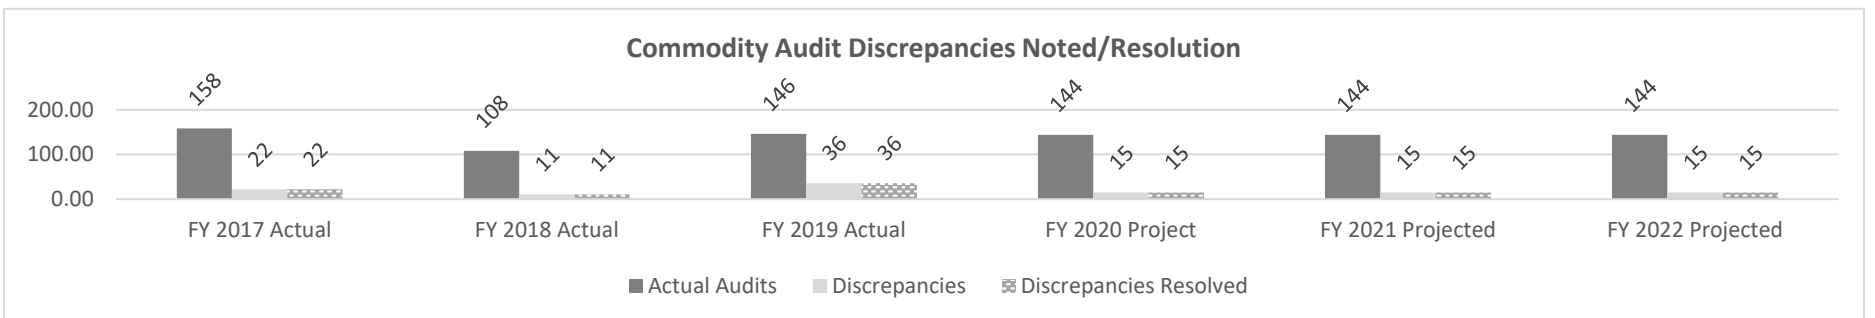 Commodity Audit Discrepancies Noted/Resolution
158
108
146
144
144
144
200.00
22 22
11 11
36 36
15 15
15 15
15 15
100.00
0.00
FY 2017 Actual
FY 2018 Actual
FY 2019 Actual
FY 2020 Project
FY 2021 Projected
FY 2022 Projected
Actual Audits
Discrepancies
Discrepancies Resolved